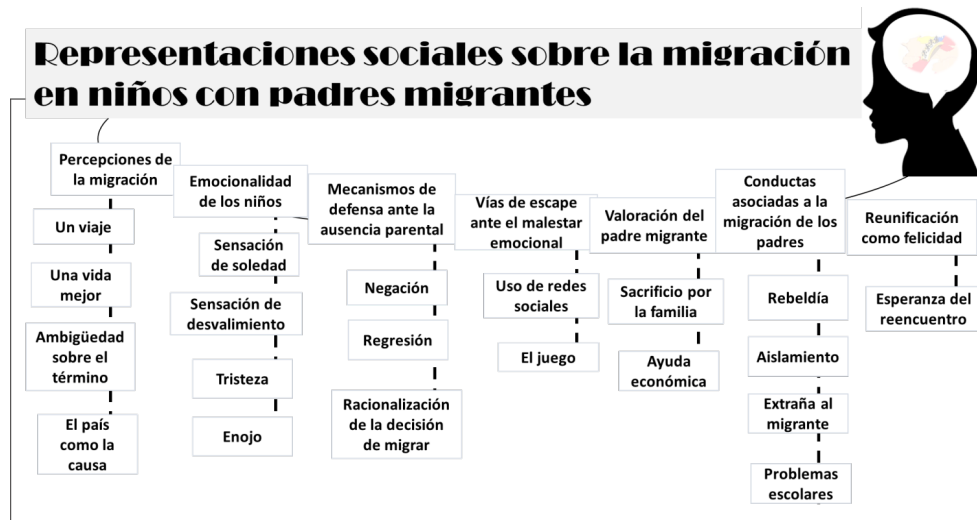 Representaciones sociales sobre la migración
en niños con padres migrantes
Percepciones de
la migración
Un viaje
Una vida
mejor
Ambigüedad
sobre el
término
El país
como la
causa
Emocionalidad
de los niños
Sensación
de soledad
Sensación de
desvalimiento
Tristeza
Enojo
Mecanismos de
defensa ante la
ausencia parental
Negación
Regresión
Racionalización
de la decisión
de migrar
Vías de escape
ante el malestar
emocional
Uso de redes
sociales
El juego
Valoración del
padre migrante
Sacrificio por
la familia
Ayuda
económica
Conductas
asociadas a la
migración de los
padres
Rebeldía
Aislamiento
Extraña al
migrante
Problemas
escolares
Reunificación
como felicidad
Esperanza del
reencuentro